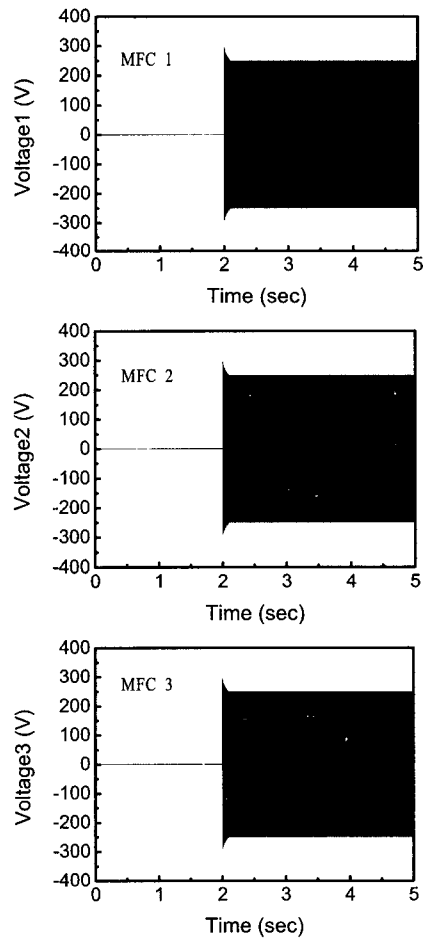 400
300
MFC 1
200
100
0
-100
-200
-300
-400
Voltage1 (V)
0 1 2 3 4 5
Time (sec)
400
300
MFC 2
200
100
0
-100
-200
-300
-400
Voltage2 (V)
0 1 2 3 4 5
Time (sec)
400
300
MFC 3
200
100
0
-100
-200
-300
-400
Voltage3 (V)
0 1 2 3 4 5
Time (sec)